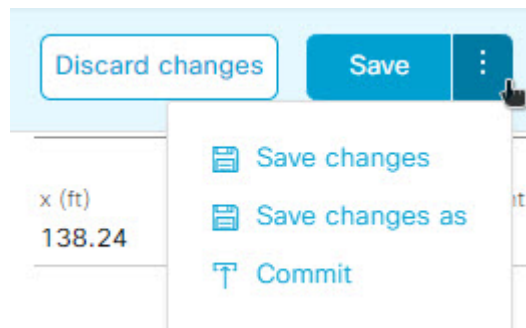 Discard changes
Save
Save changes
x (ft)
Save changes as
138.24
Commit